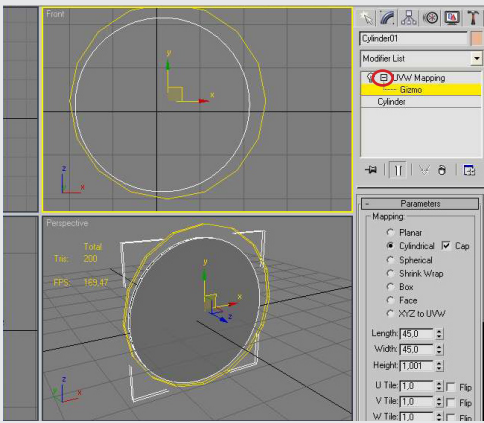 Front
y
x
z
x
Perspective
Total
Tris: 200
FPS: 169,47
y
x
z
z
y
x
Cylinder01
Modifier List
UVW Mapping
Gizmo
Cylinder
- Parameters
Mapping:
Planar
Cylindrical Cap
Spherical
Shrink Wrap
Box
Face
XYZ to UVW
Length: 45,0
Width: 45,0
Height: 1,001
U Tile: 1,0 Flip
V Tile: 1,0 Flip
W Tile: 1,0 Flip